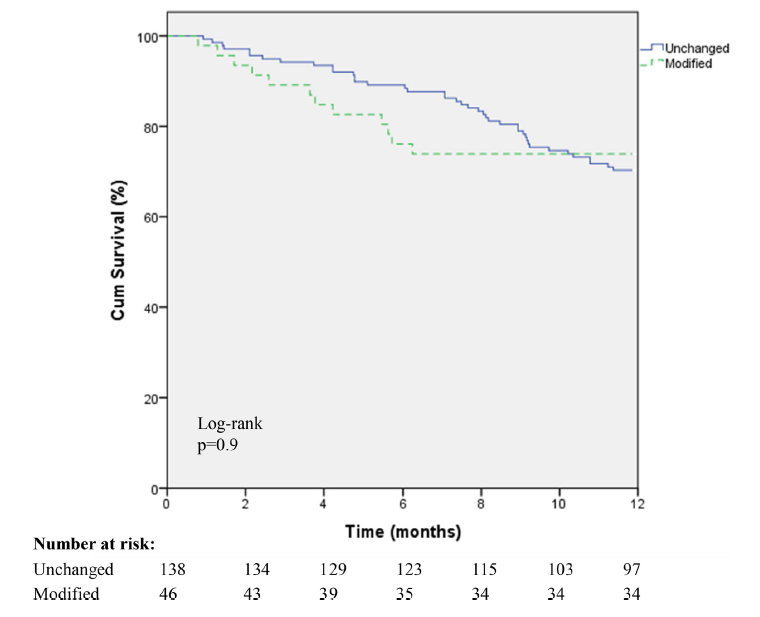 Unchanged
Modified
100
80
60
40
20
0
Cum Survival (%)
Log-rank
p=0.9
0 2 4 6 8 10 12
Time (months)
Number at risk:
Unchanged 138 134 129 123 115 103 97
Modified 46 43 39 35 34 34 34